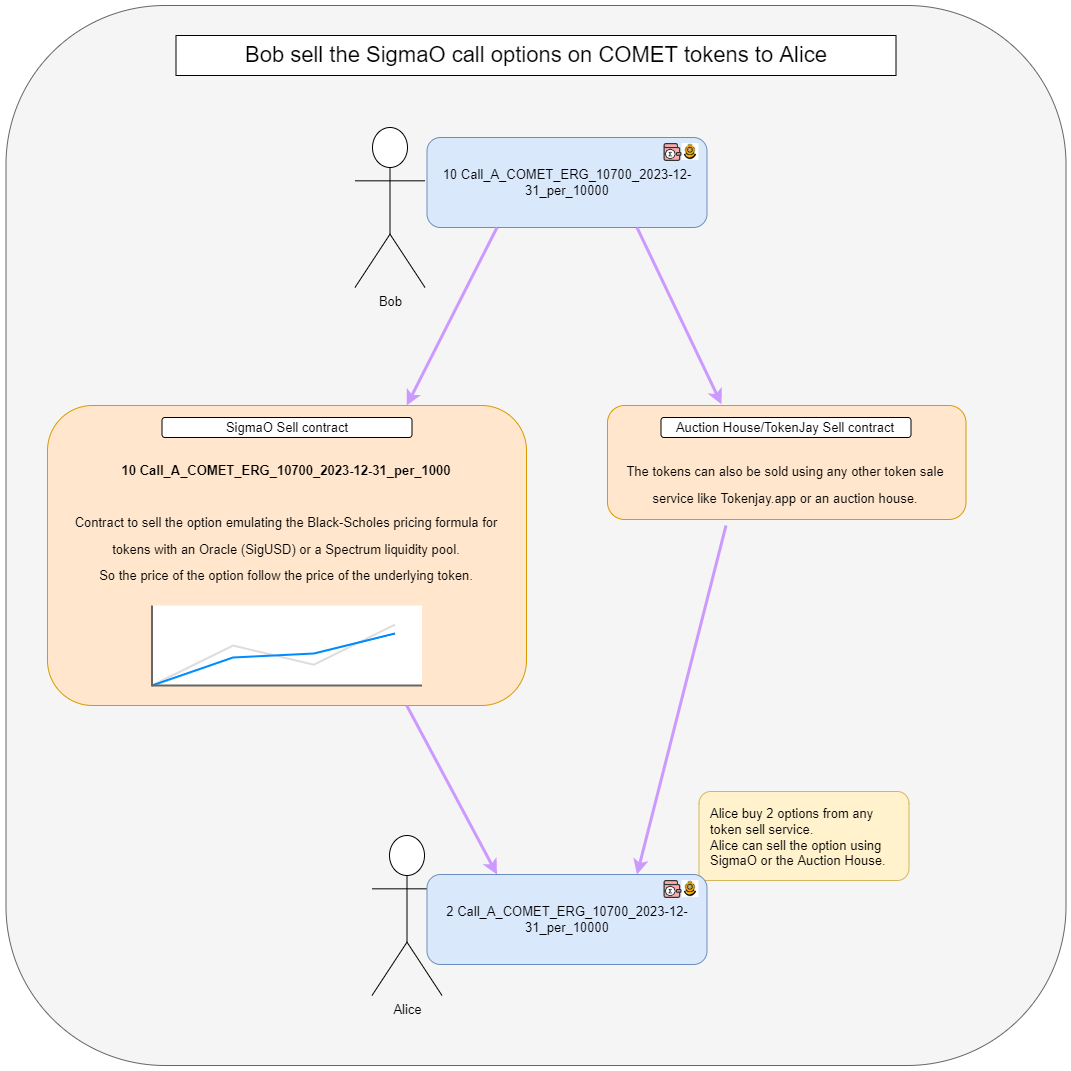 Bob sell the SigmaO call options on COMET tokens to Alice
10 Call_A_COMET_ERG_10700_2023-12-
31_per_10000
Bob
SigmaO Sell contract
10 Call_A_COMET_ERG_10700_2023-12-31_per_1000
Contract to sell the option emulating the Black-Scholes pricing formula for
tokens with an Oracle (SigUSD) or a Spectrum liquidity pool.
So the price of the option follow the price of the underlying token.
Auction House/TokenJay Sell contract
The tokens can also be sold using any other token sale
service like Tokenjay.app or an auction house.
Alice buy 2 options from any
token sell service.
Alice can sell the option using
SigmaO or the Auction House.
2 Call_A_COMET_ERG_10700_2023-12-
31_per_10000
Alice